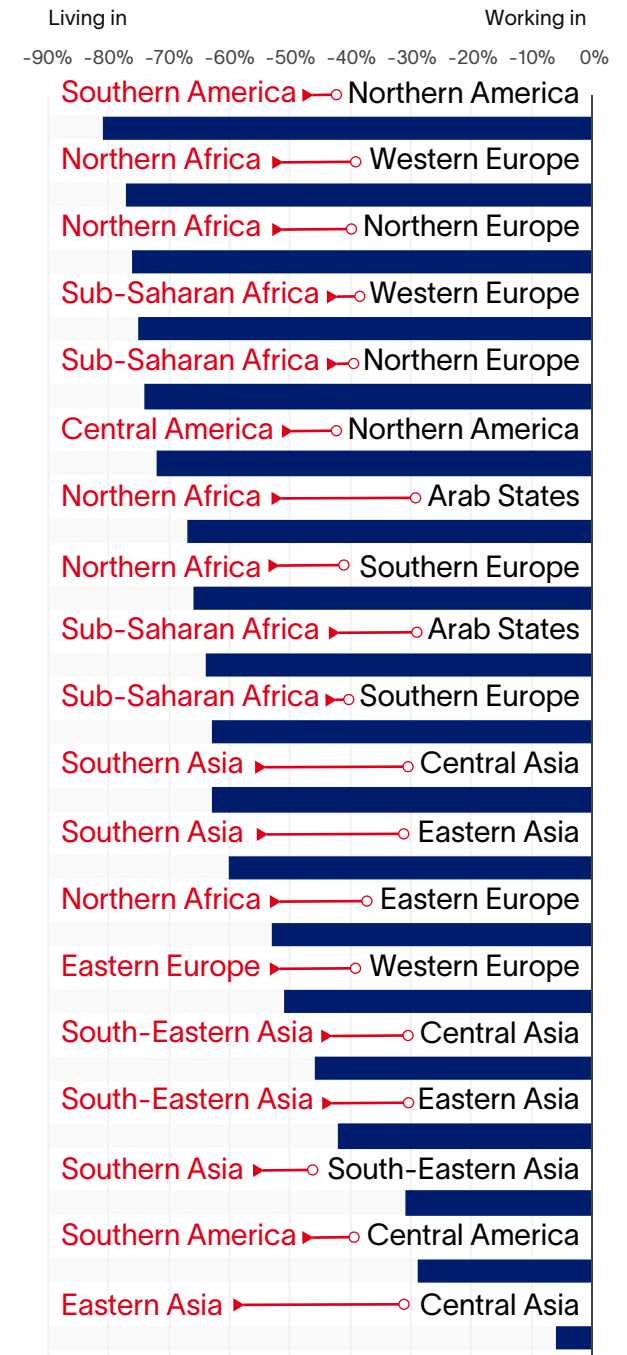 Living in Working in
-90% -80% -70% -60% -50% -40% -30% -20% -10% 0%
Southern America Northern America
Northern Africa Western Europe
Northern Africa Northern Europe
Sub-Saharan Africa Western Europe
Sub-Saharan Africa Northern Europe
Central America Northern America
Northern Africa Arab States
Northern Africa Southern Europe
Sub-Saharan Africa Arab States
Sub-Saharan Africa Southern Europe
Southern Asia Central Asia
Southern Asia Eastern Asia
Northern Africa Eastern Europe
Eastern Europe Western Europe
South-Eastern Asia Central Asia
South-Eastern Asia Eastern Asia
Southern Asia South-Eastern Asia
Southern America Central America
Eastern Asia Central Asia